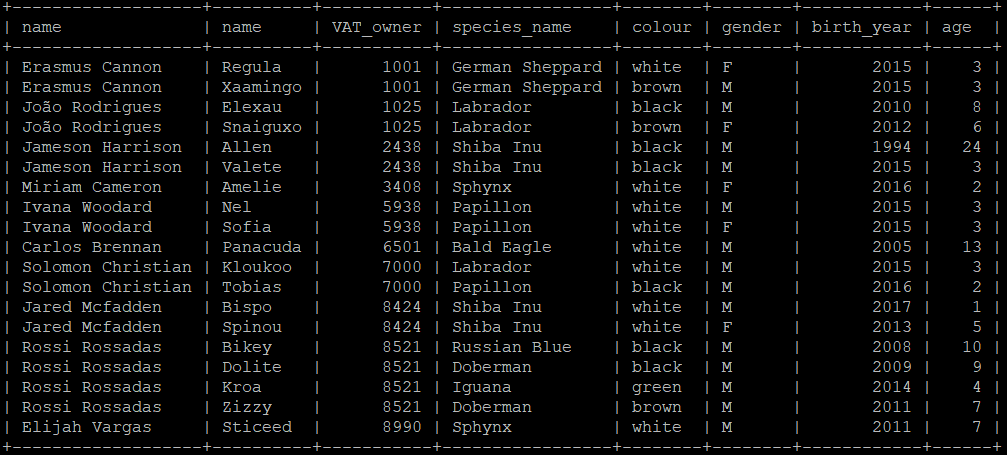 +-------------------+----------+-----------+-----------------+--------+--------+------------+------+
| name              | name     | VAT_owner | species_name    | colour | gender | birth_year | age  |
+-------------------+----------+-----------+-----------------+--------+--------+------------+------+
| Erasmus Cannon    | Regula   |      1001 | German Sheppard | white  | F      |       2015 |    3 |
| Erasmus Cannon    | Xaamingo |      1001 | German Sheppard | brown  | M      |       2015 |    3 |
| João Rodrigues    | Elexau   |      1025 | Labrador        | black  | M      |       2010 |    8 |
| João Rodrigues    | Snaiguxo |      1025 | Labrador        | brown  | F      |       2012 |    6 |
| Jameson Harrison  | Allen    |      2438 | Shiba Inu       | black  | M      |       1994 |   24 |
| Jameson Harrison  | Valete   |      2438 | Shiba Inu       | black  | M      |       2015 |    3 |
| Miriam Cameron    | Amelie   |      3408 | Sphynx          | white  | F      |       2016 |    2 |
| Ivana Woodard     | Nel      |      5938 | Papillon        | white  | M      |       2015 |    3 |
| Ivana Woodard     | Sofia    |      5938 | Papillon        | white  | F      |       2015 |    3 |
| Carlos Brennan    | Panacuda |      6501 | Bald Eagle      | white  | M      |       2005 |   13 |
| Solomon Christian | Kloukoo  |      7000 | Labrador        | white  | M      |       2015 |    3 |
| Solomon Christian | Tobias   |      7000 | Papillon        | black  | M      |       2016 |    2 |
| Jared Mcfadden    | Bispo    |      8424 | Shiba Inu       | white  | M      |       2017 |    1 |
| Jared Mcfadden    | Spinou   |      8424 | Shiba Inu       | white  | F      |       2013 |    5 |
| Rossi Rossadas    | Bikey    |      8521 | Russian Blue    | black  | M      |       2008 |   10 |
| Rossi Rossadas    | Dolite   |      8521 | Doberman        | black  | M      |       2009 |    9 |
| Rossi Rossadas    | Kroa     |      8521 | Iguana          | green  | M      |       2014 |    4 |
| Rossi Rossadas    | Zizzy    |      8521 | Doberman        | brown  | M      |       2011 |    7 |
| Elijah Vargas     | Sticeed  |      8990 | Sphynx          | white  | M      |       2011 |    7 |
+-------------------+----------+-----------+-----------------+--------+--------+------------+------+